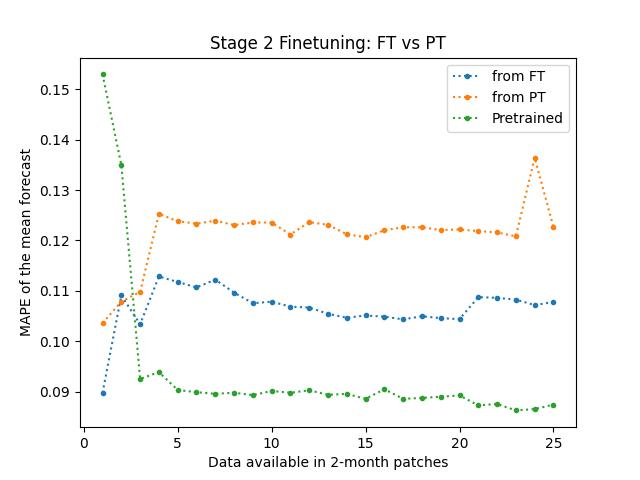 Stage 2 Finetuning: FT vs PT
from FT
from PT
Pretrained
0.15
0.14
0.13
0.12
0.11
0.10
0.09
MAPE of the mean forecast
0 5 10 15 20 25
Data available in 2-month patches